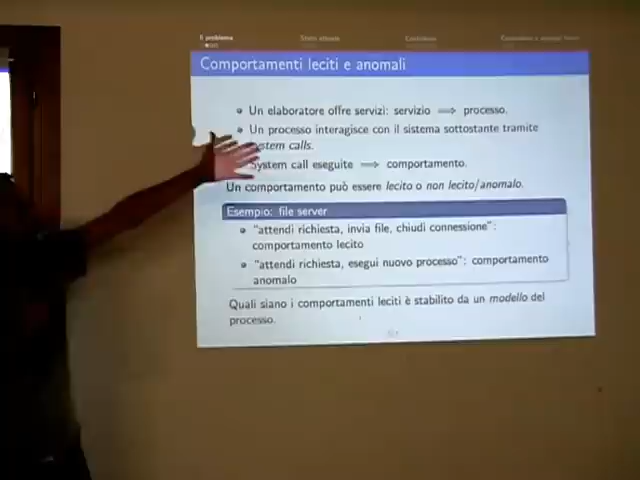 Il problema
Stato attuale
Contributo
Comportamenti leciti e anomali
Un elaboratore offre servizi: servizio ⟹ processo.
Un processo interagisce con il sistema sottostante tramite
system calls.
System call eseguite ⟹ comportamento.
Un comportamento può essere lecito o non lecito/anomalo.
Esempio: file server
"attendi richiesta, invia file, chiudi connessione":
comportamento lecito
"attendi richiesta, esegui nuovo processo": comportamento
anomalo
Quali siano i comportamenti leciti è stabilito da un modello del
processo.